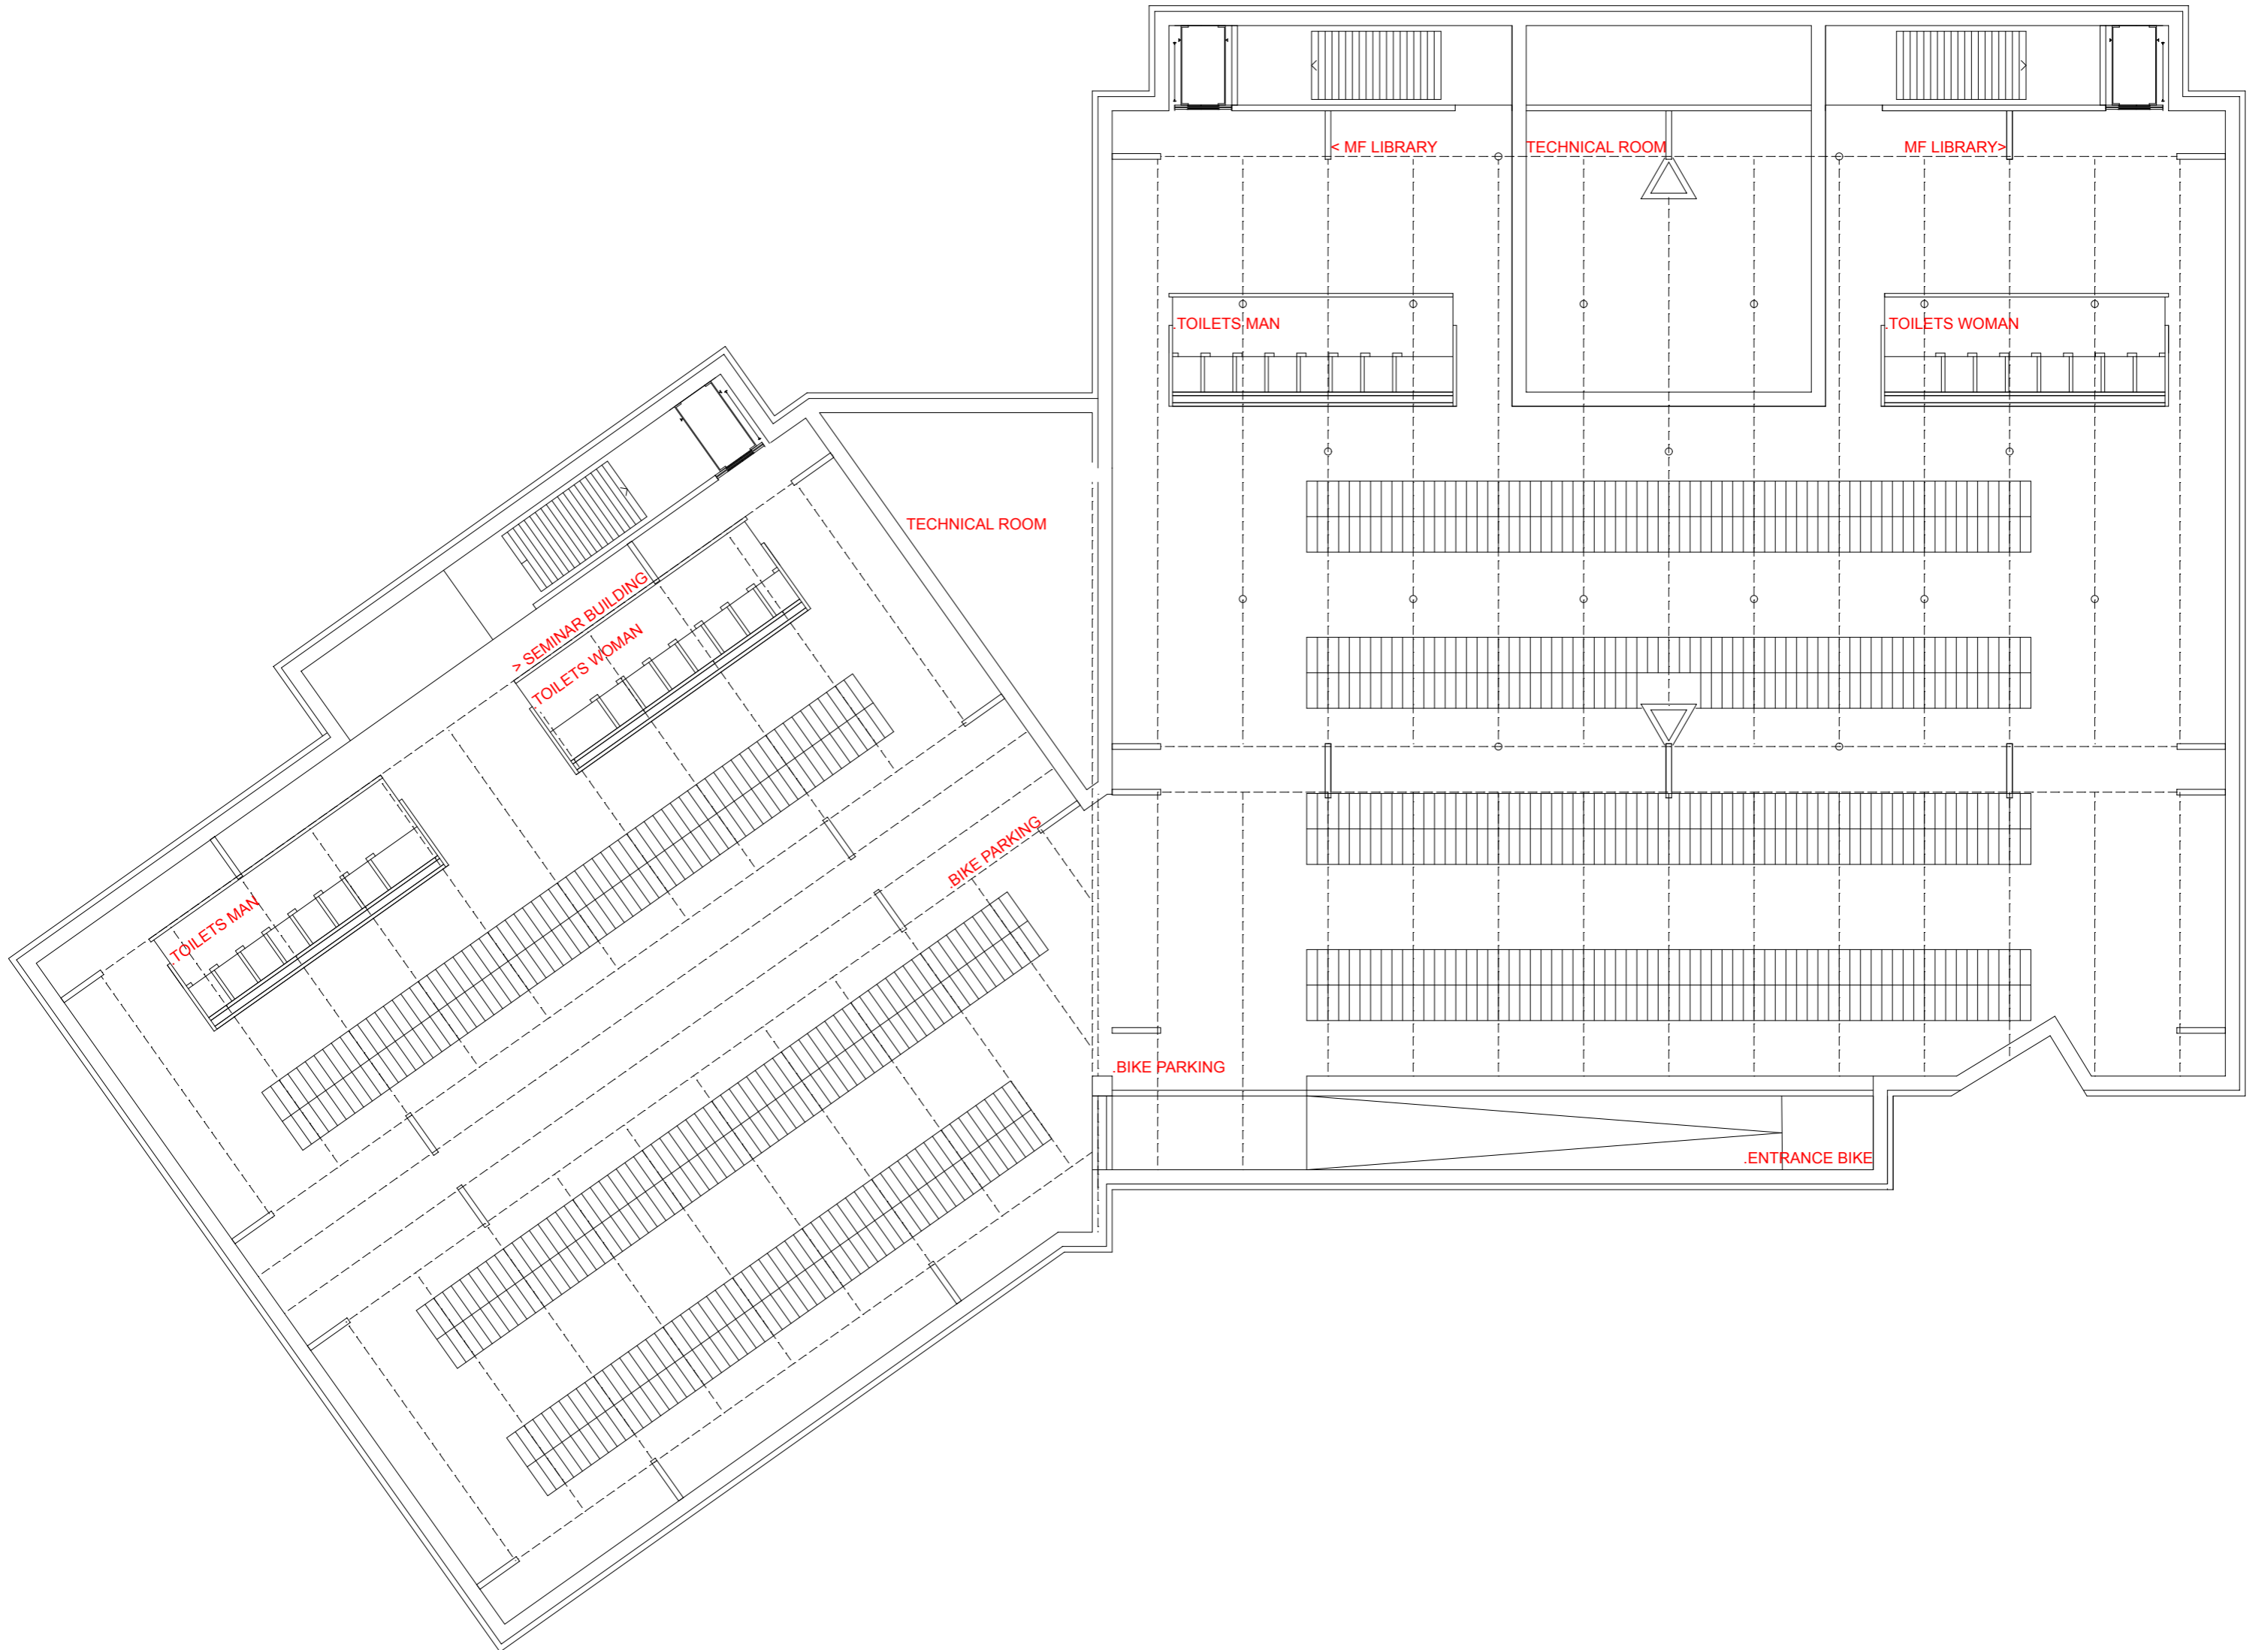 < MF LIBRARY
TECHNICAL ROOM
MF LIBRARY>
.TOILETS MAN
.TOILETS WOMAN
TECHNICAL ROOM
> SEMINAR BUILDING
.TOILETS WOMAN
.BIKE PARKING
.TOILETS MAN
.BIKE PARKING
.ENTRANCE BIKE